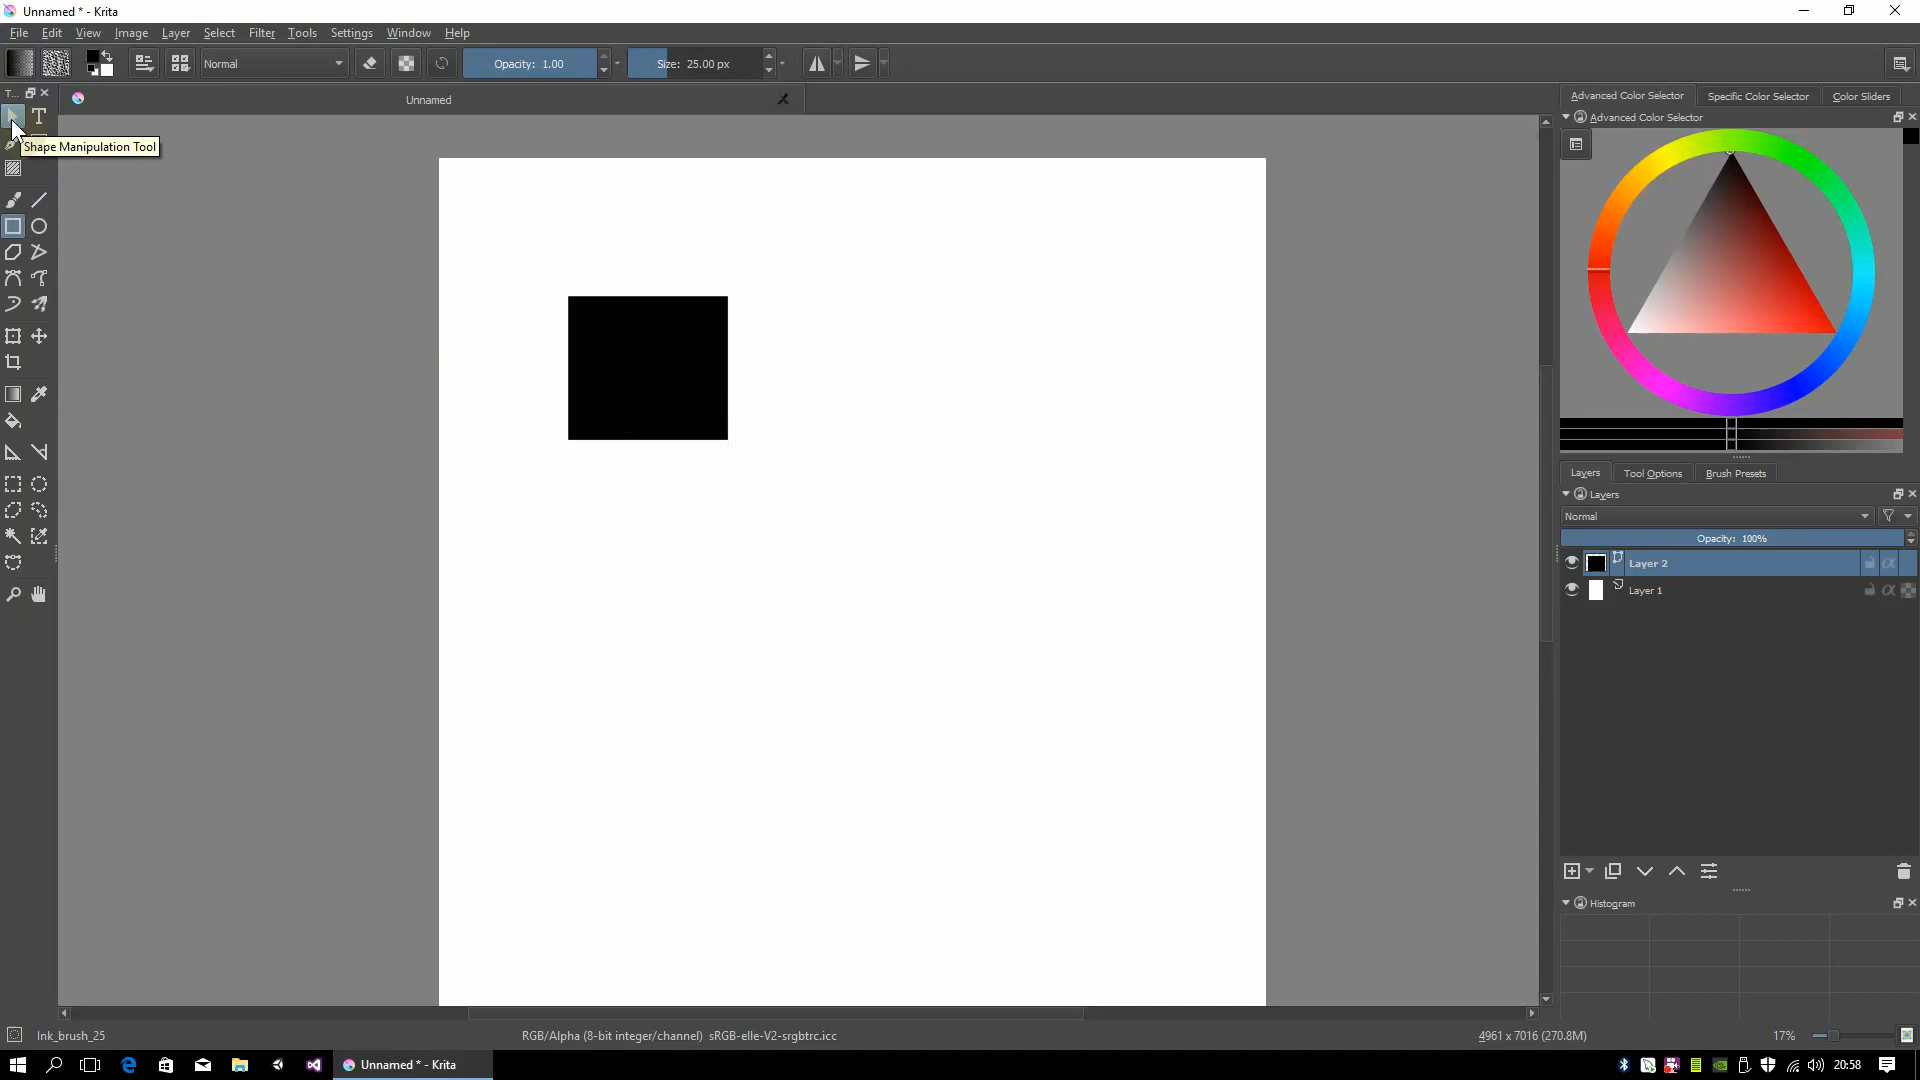 Unnamed * - Krita
File Edit View Image Layer Select Filter Tools Settings Window Help
Normal
Opacity: 1.00
Size: 25.00 px
T...
Unnamed
Shape Manipulation Tool
T
Advanced Color Selector Specific Color Selector Color Sliders
Advanced Color Selector
Layers Tool Options Brush Presets
Layers
Normal
Opacity: 100%
Layer 2
Layer 1
Histogram
Ink_brush_25
RGB/Alpha (8-bit integer/channel) sRGB-elle-V2-srgbtrc.icc
4961 x 7016 (270.8M)
17%
Unnamed * - Krita
20:58